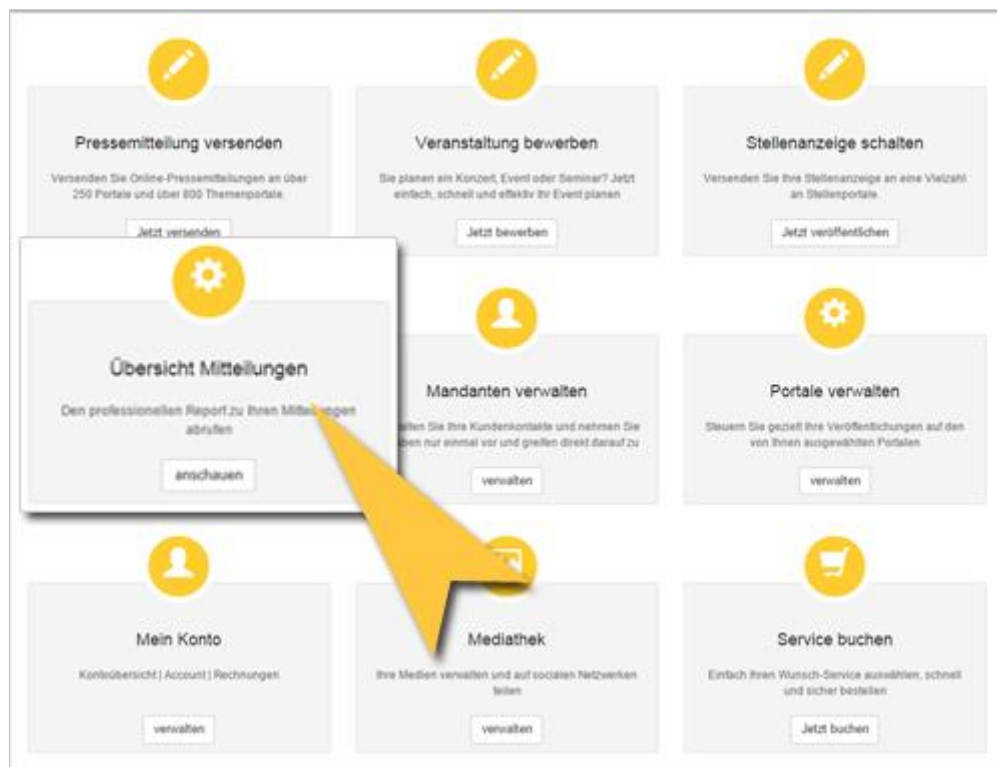 Pressemitteilung versenden
Versenden Sie Online-Pressemitteilungen an über
250 Portale und über 800 Themenportale.
Jetzt versenden
Veranstaltung bewerben
Sie planen ein Konzert, Event oder Seminar? Jetzt
einfach, schnell und effektiv Ihr Event planen
Jetzt bewerben
Stellenanzeige schalten
Versenden Sie Ihre Stellenanzeige an eine Vielzahl
an Stellenportale.
Jetzt veröffentlichen
Übersicht Mitteilungen
Den professionellen Report zu Ihren Mitteilungen
abrufen
anschauen
Mandanten verwalten
Sie Ihre Kundenkontakte und nehmen Sie
nur einmal vor und greifen direkt darauf zu
verwalten
Portale verwalten
Steuern Sie gezielt Ihre Veröffentlichungen auf den
von Ihnen ausgewählten Portalen
verwalten
Mein Konto
Kontoübersicht | Account | Rechnungen
verwalten
Mediathek
Ihre Medien verwalten und auf socialen Netzwerken
teilen
verwalten
Service buchen
Einfach Ihren Wunsch-Service auswählen, schnell
und sicher bestellen
Jetzt buchen